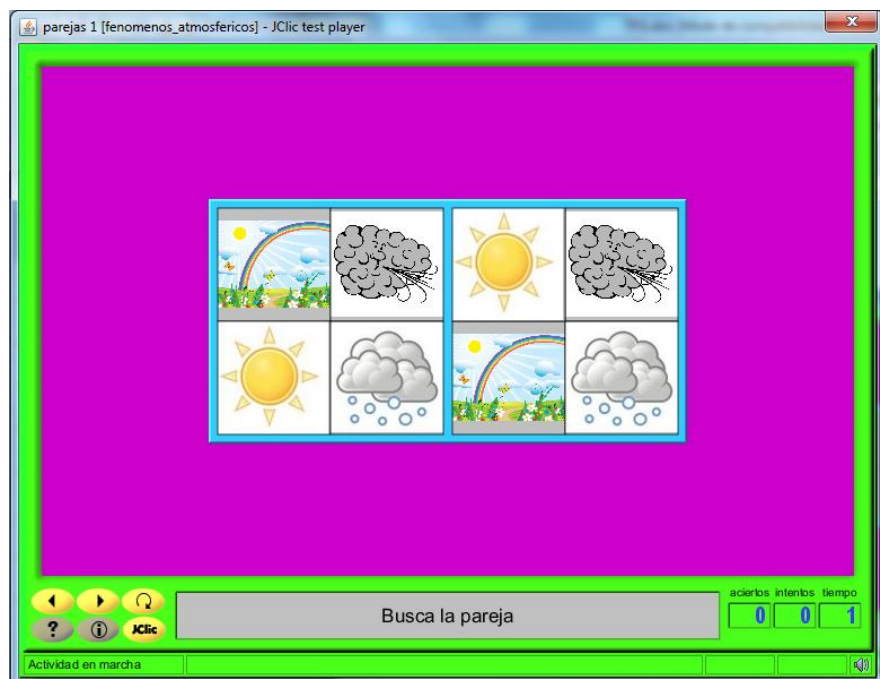 parejas 1 [fenomenos_atmosfericos] - JClic test player
Busca la pareja
aciertos intentos tiempo
0 0 1
? i JClic
Actividad en marcha